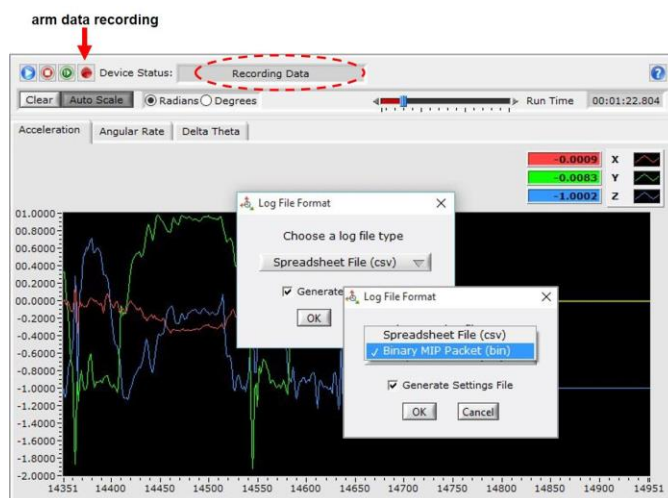 arm data recording
Device Status: Recording Data ?
Clear Auto Scale Radians Degrees Run Time 00:01:22.804
Acceleration Angular Rate Delta Theta
-0.0009 X
-0.0083 Y
-1.0002 Z
Log File Format X
Choose a log file type
Spreadsheet File (csv)
Generate
OK
Log File Format X
Spreadsheet File (csv)
✓ Binary MIP Packet (bin)
Generate Settings File
OK Cancel
01.0000
00.8000
00.6000
00.4000
00.2000
00.0000
-0.2000
-0.4000
-0.6000
-0.8000
-1.0000
-1.2000
-1.4000
-1.6000
-1.8000
-2.0000
14351 14400 14450 14500 14550 14600 14650 14700 14750 14800 14850 14900 14951